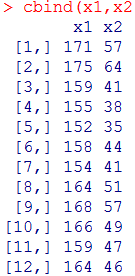 > cbind(x1,x2
x1 x2
[1,] 171 57
[2,] 175 64
[3,] 159 41
[4,] 155 38
[5,] 152 35
[6,] 158 44
[7,] 154 41
[8,] 164 51
[9,] 168 57
[10,] 166 49
[11,] 159 47
[12,] 164 46